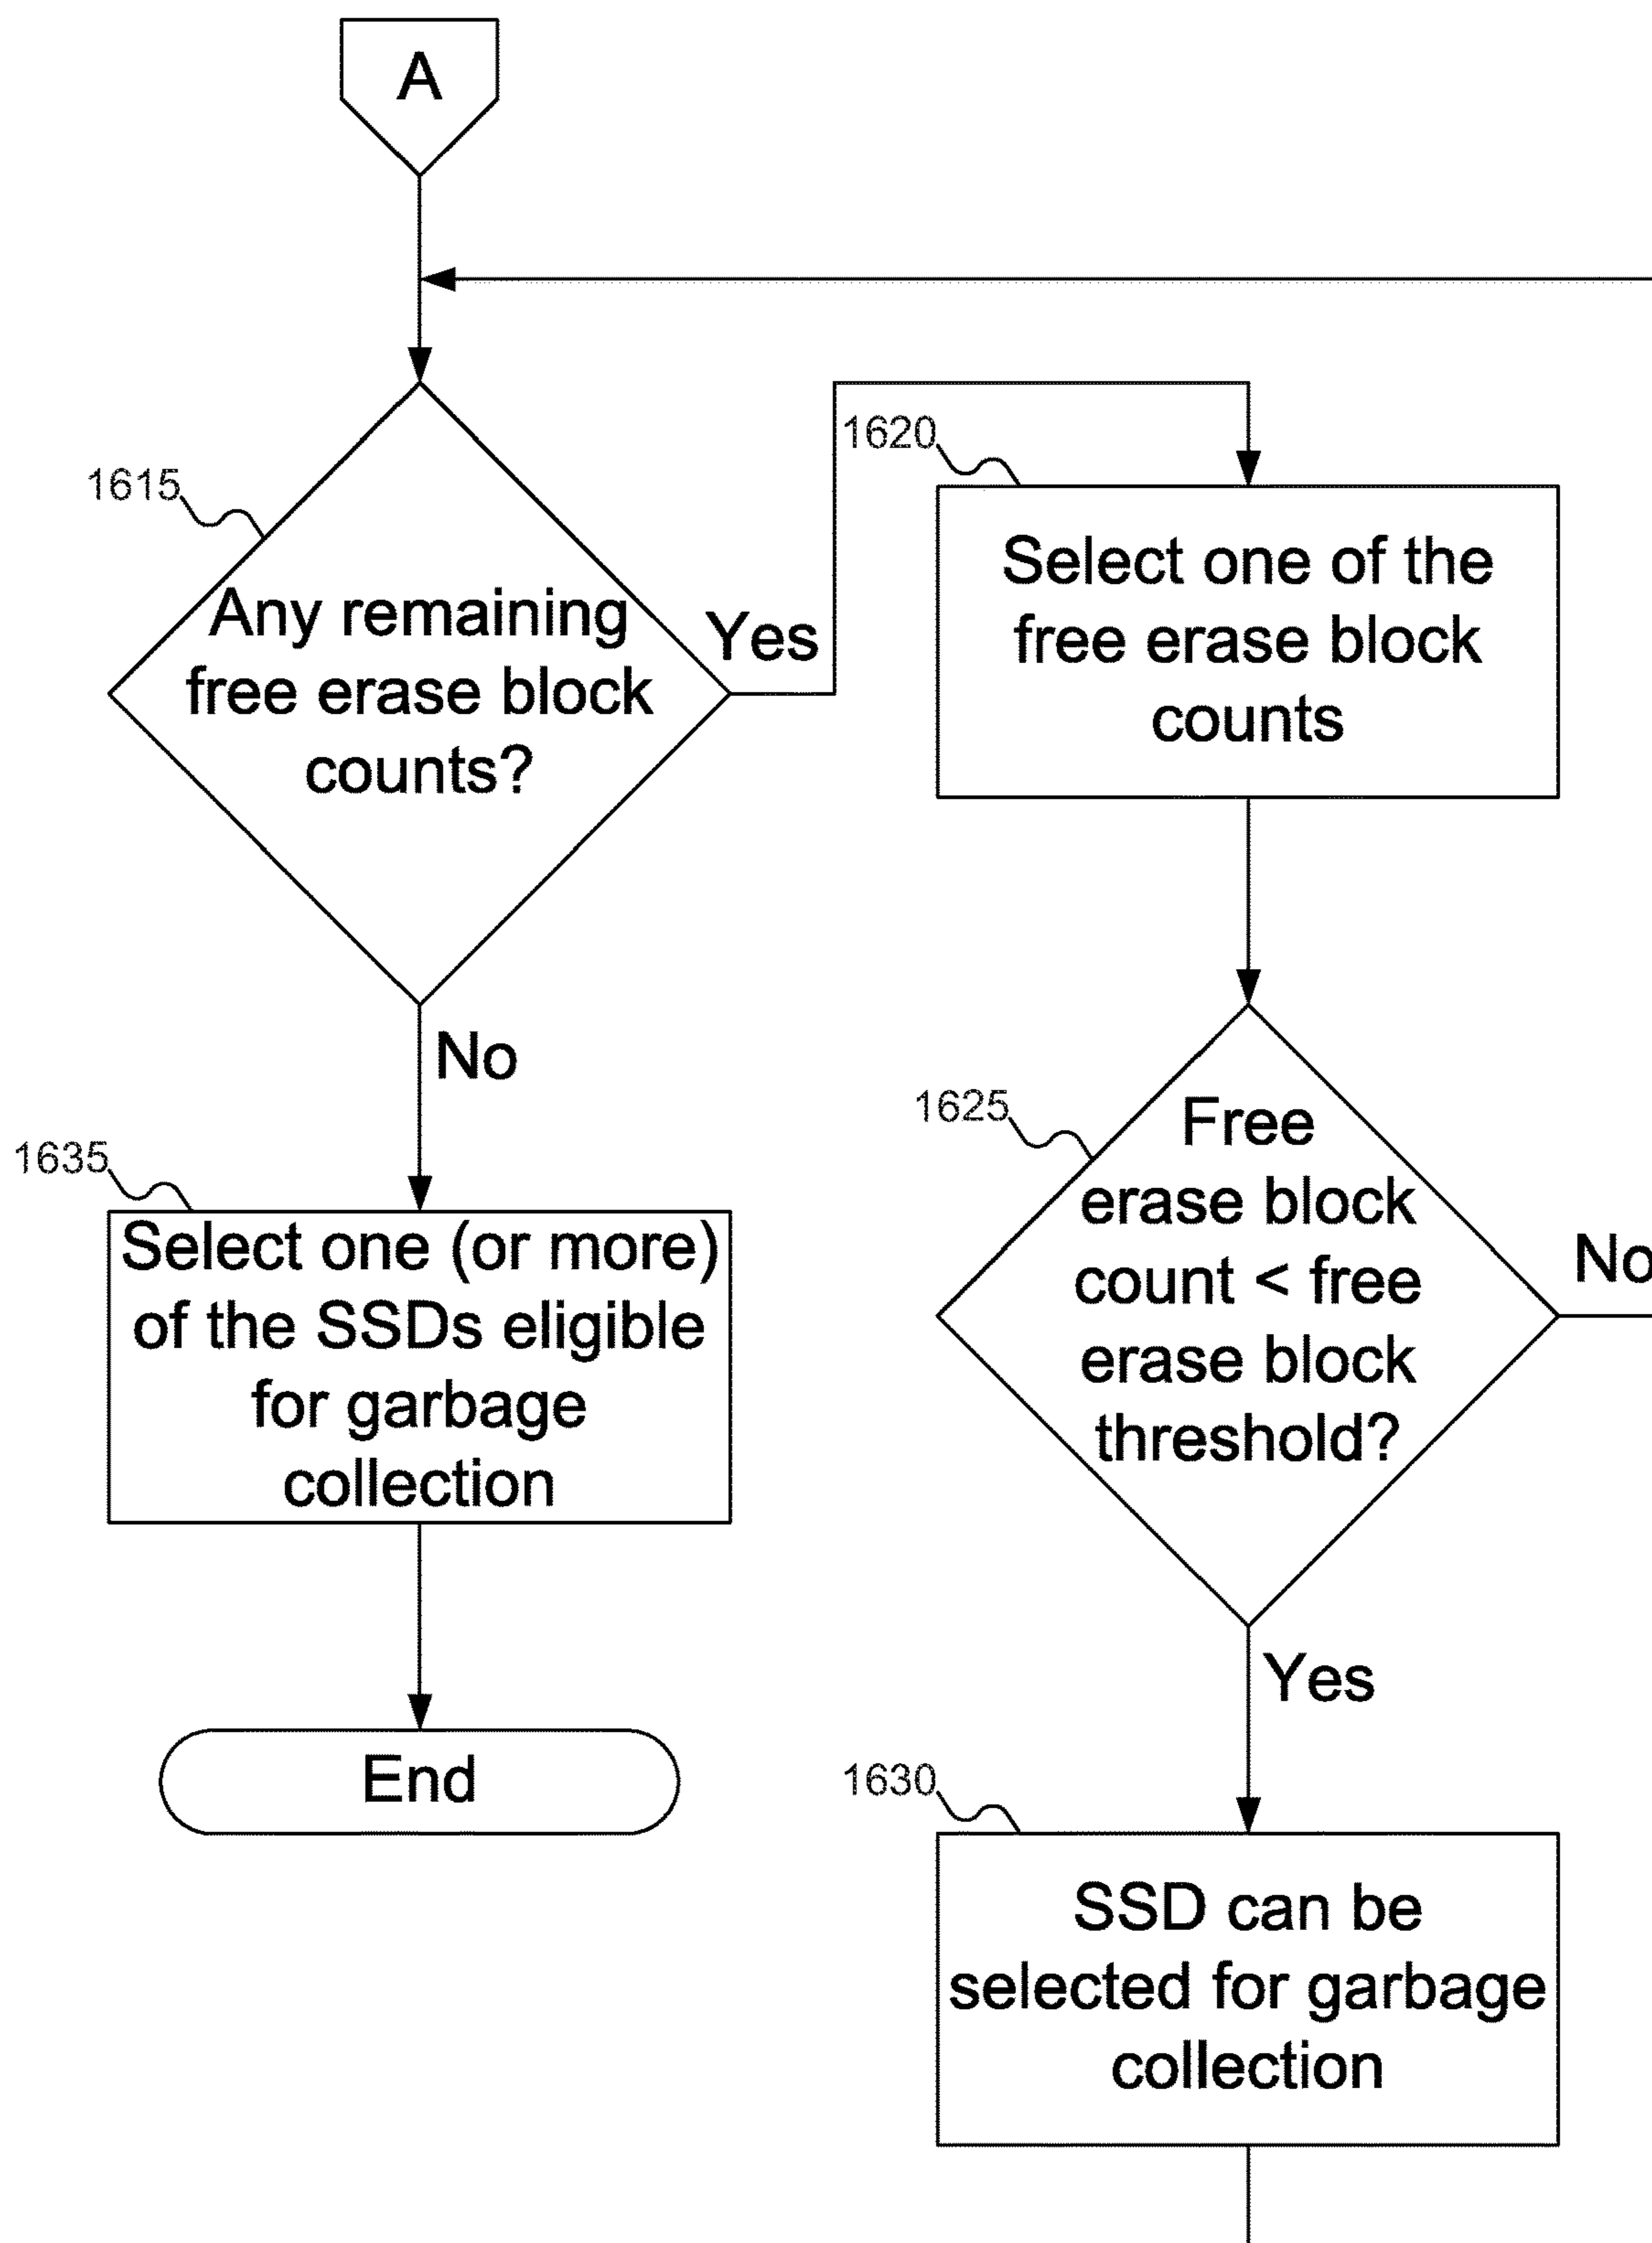 A
1615
Any remaining
free erase block
counts?
Yes
No
1620
Select one of the
free erase block
counts
1625
Free
erase block
count < free
erase block
threshold?
No
Yes
1635
Select one (or more)
of the SSDs eligible
for garbage
collection
End
1630
SSD can be
selected for garbage
collection